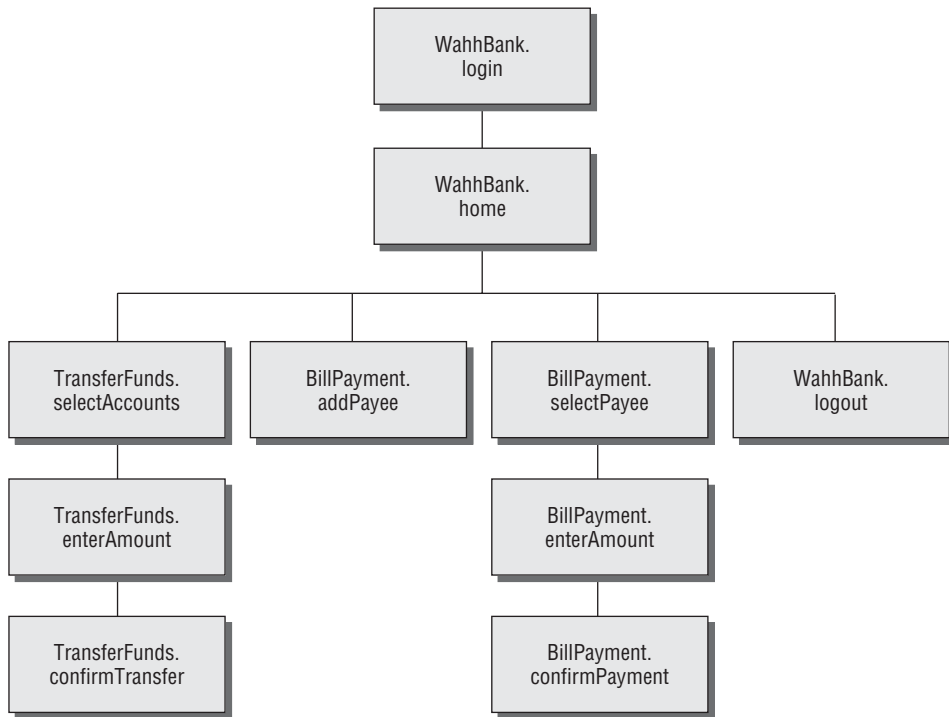 WahhBank.
login
WahhBank.
home
TransferFunds.
selectAccounts
BillPayment.
addPayee
BillPayment.
selectPayee
WahhBank.
logout
TransferFunds.
enterAmount
BillPayment.
enterAmount
TransferFunds.
confirmTransfer
BillPayment.
confirmPayment